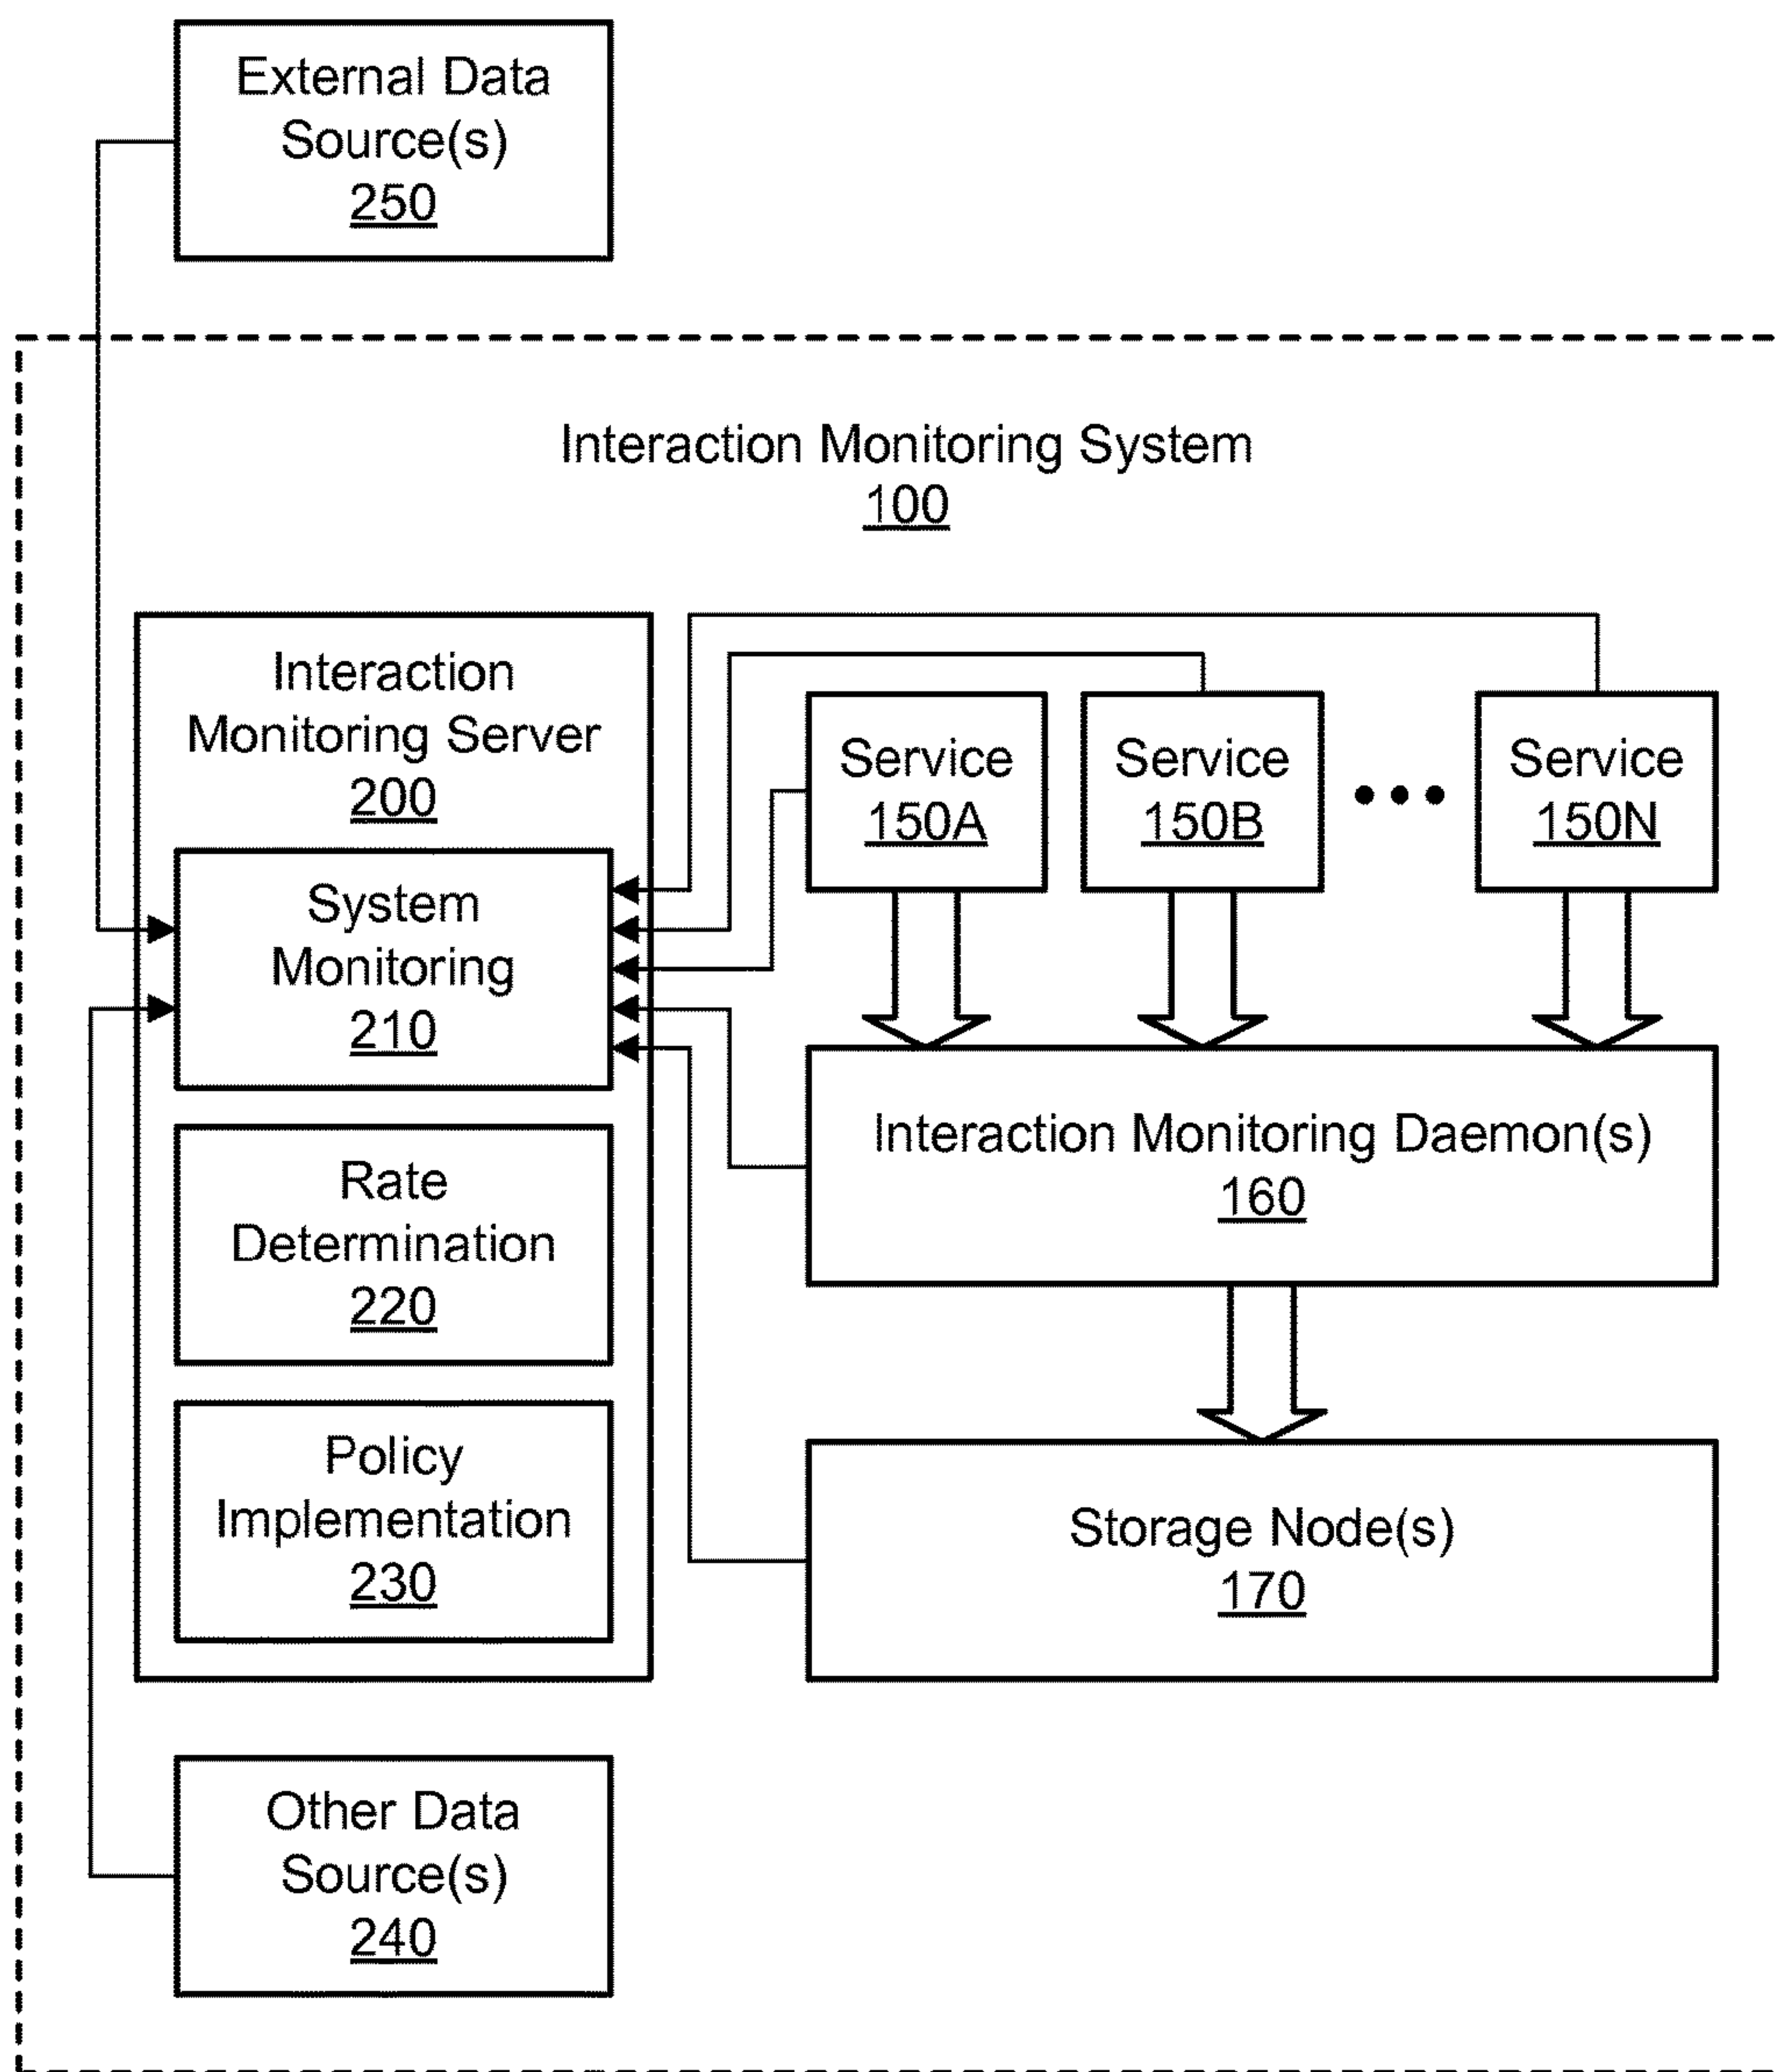 External Data
Source(s)
250
Interaction Monitoring System
100
Interaction
Monitoring Server
200
System
Monitoring
210
Rate
Determination
220
Policy
Implementation
230
Service
150A
Service
150B
Service
150N
Interaction Monitoring Daemon(s)
160
Storage Node(s)
170
Other Data
Source(s)
240